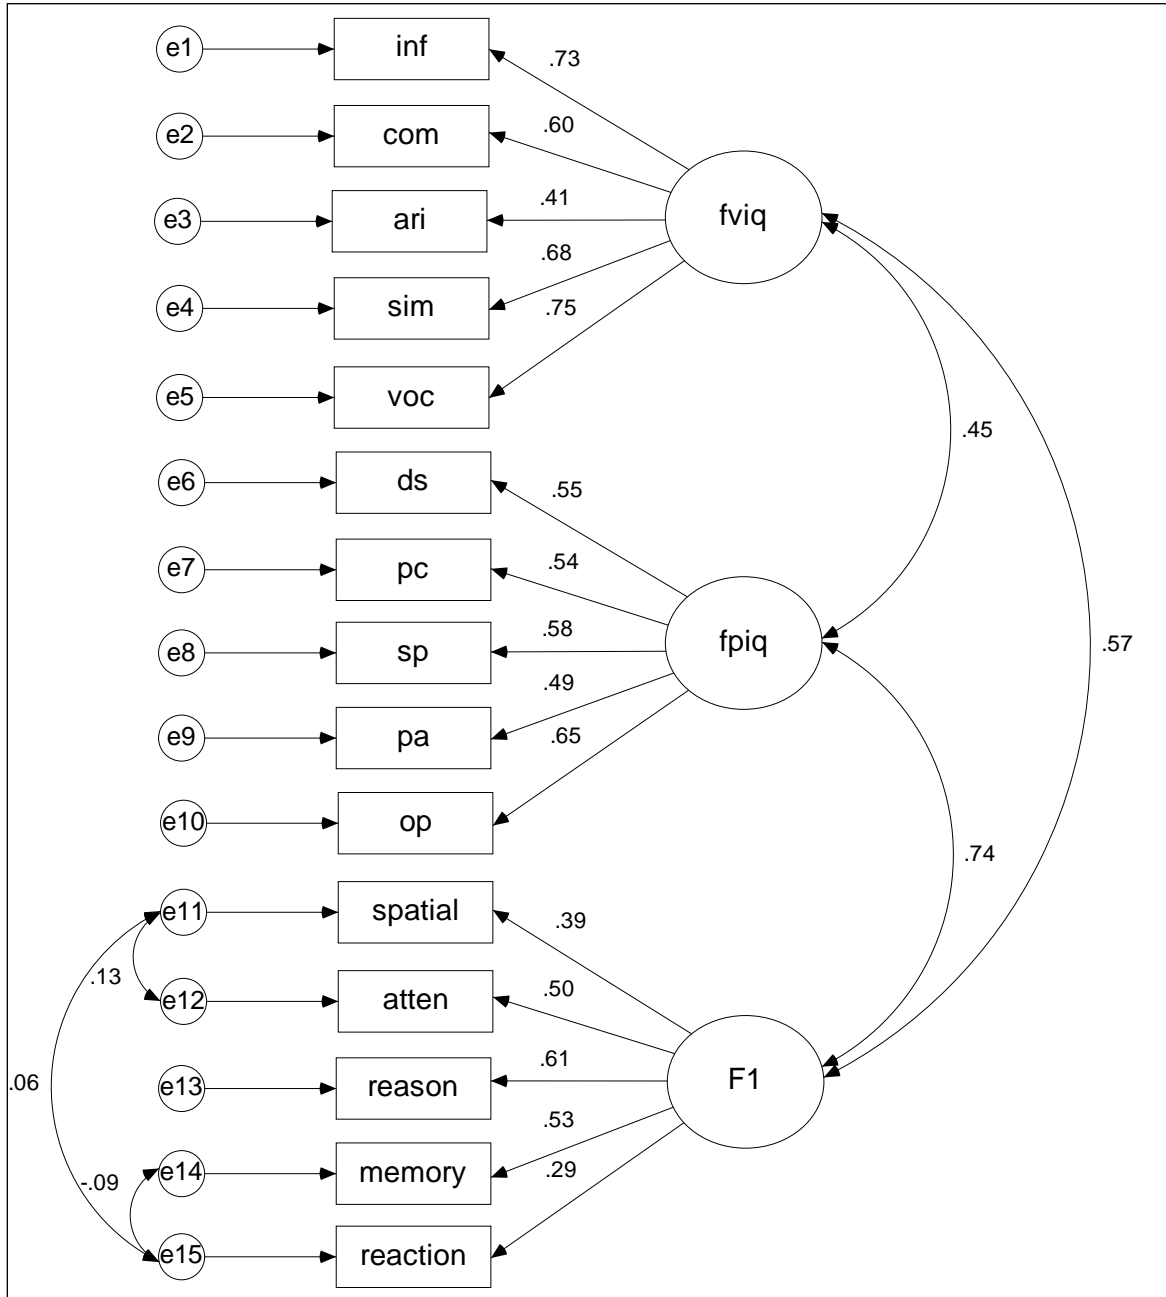 e1 inf .73
e2 com .60
e3 ari .41 fviq
e4 sim .68
.75
e5 voc
.45
e6 ds .55
e7 pc .54
e8 sp .58 fpiq .57
e9 pa .49
.65
e10 op
.74
e11 spatial .39
.13
e12 atten .50
.06 e13 reason .61 F1
e14 memory .53
-.09 .29
e15 reaction